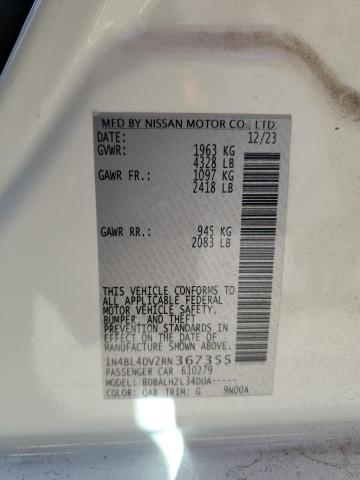 MFD BY NISSAN MOTOR CO., LTD.
DATE: 12/23
GVWR: 1963 KG
4328 LB
GAWR FR.: 1097 KG
2418 LB
GAWR RR.: 945 KG
2083 LB
THIS VEHICLE CONFORMS TO
ALL APPLICABLE FEDERAL
MOTOR VEHICLE SAFETY,
BUMPER, AND THEFT
PREVENTION STANDARDS
IN EFFECT ON THE DATE OF
MANUFACTURE SHOWN ABOVE.
1N4BL4DV2RN367355
PASSENGER CAR 610279
MODEL: BDBALHZL34DUA-----
COLOR: QAB TRIM: G 9N00A